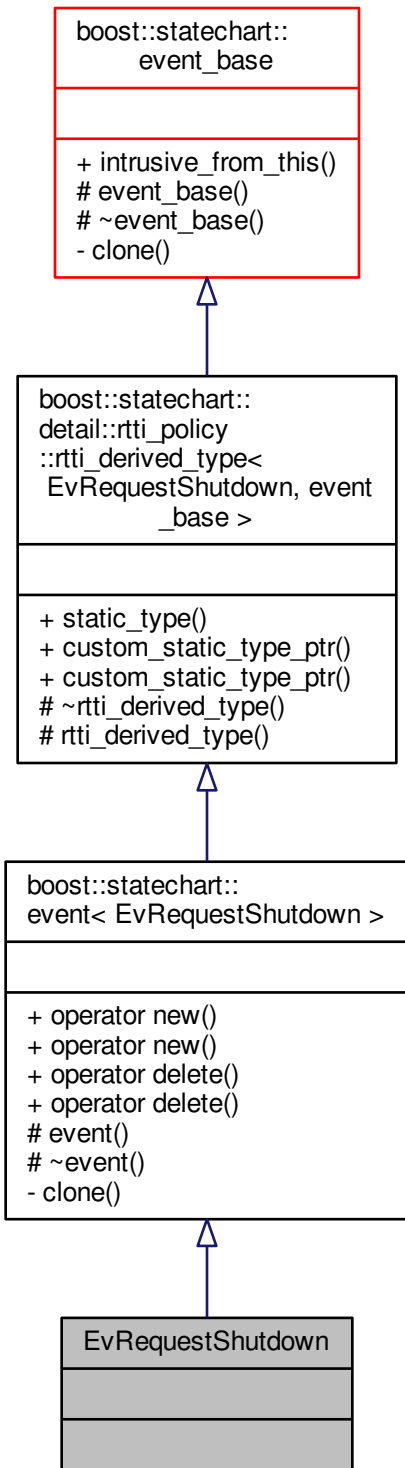 boost::statechart::
event_base
+ intrusive_from_this()
# event_base()
# ~event_base()
- clone()
boost::statechart::
detail::rtti_policy
::rtti_derived_type<
EvRequestShutdown, event
_base >
+ static_type()
+ custom_static_type_ptr()
+ custom_static_type_ptr()
# ~rtti_derived_type()
# rtti_derived_type()
boost::statechart::
event< EvRequestShutdown >
+ operator new()
+ operator new()
+ operator delete()
+ operator delete()
# event()
# ~event()
- clone()
EvRequestShutdown